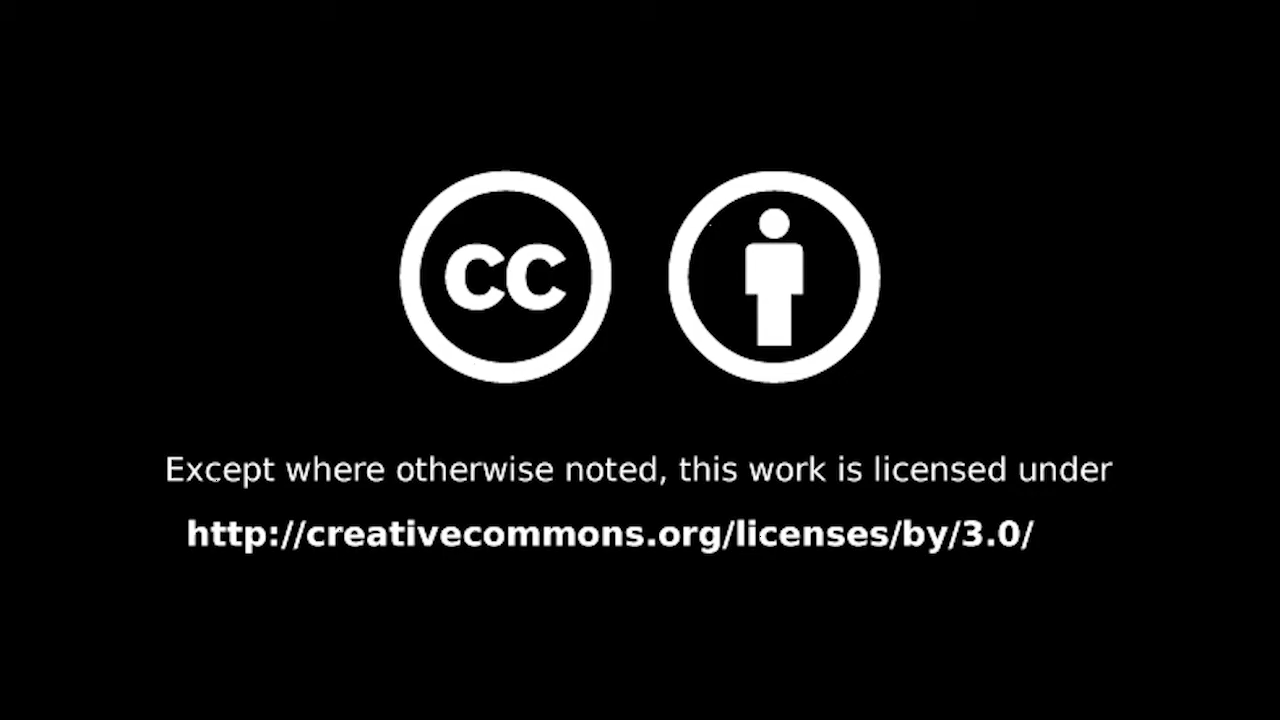 cc
Except where otherwise noted, this work is licensed under
http://creativecommons.org/licenses/by/3.0/